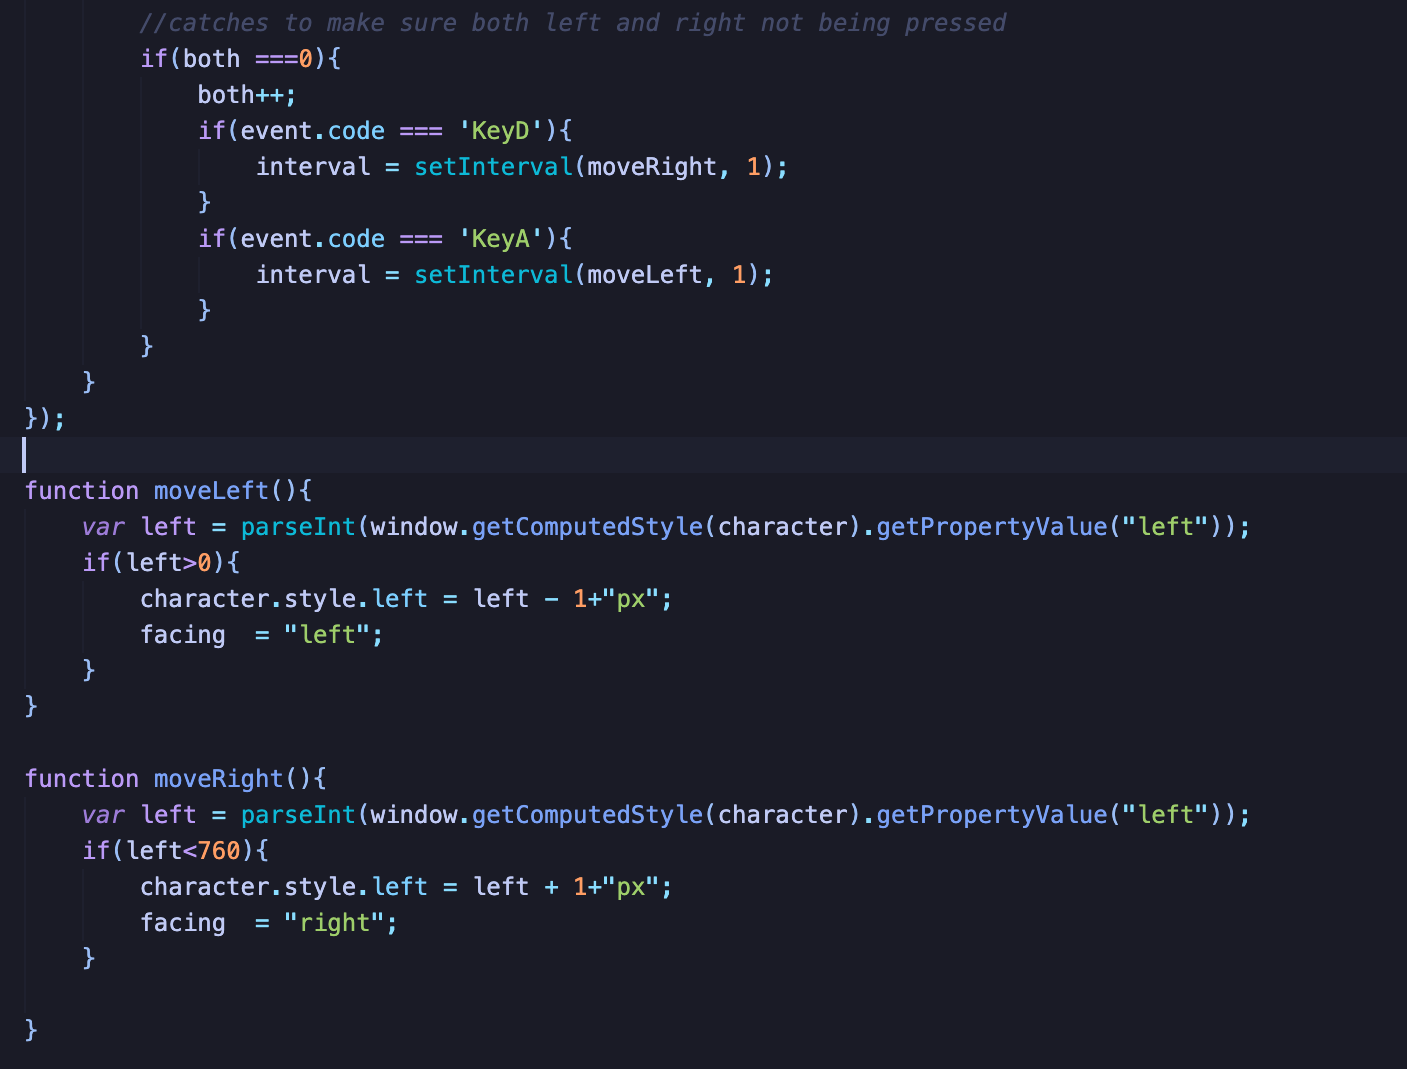 //catches to make sure both left and right not being pressed
if(both ===0){
both++;
if(event.code === 'KeyD'){
interval = setInterval(moveRight, 1);
}
if(event.code === 'KeyA'){
interval = setInterval(moveLeft, 1);
}
}
}
});
function moveLeft(){
var left = parseInt(window.getComputedStyle(character).getPropertyValue("left"));
if(left>0){
character.style.left = left - 1+"px";
facing  = "left";
}
}
function moveRight(){
var left = parseInt(window.getComputedStyle(character).getPropertyValue("left"));
if(left<760){
character.style.left = left + 1+"px";
facing  = "right";
}
}